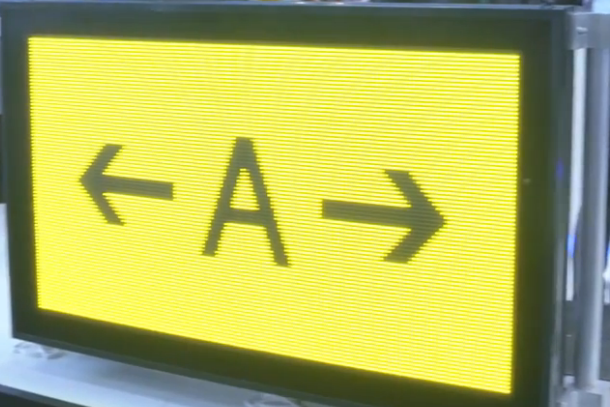 ← A →